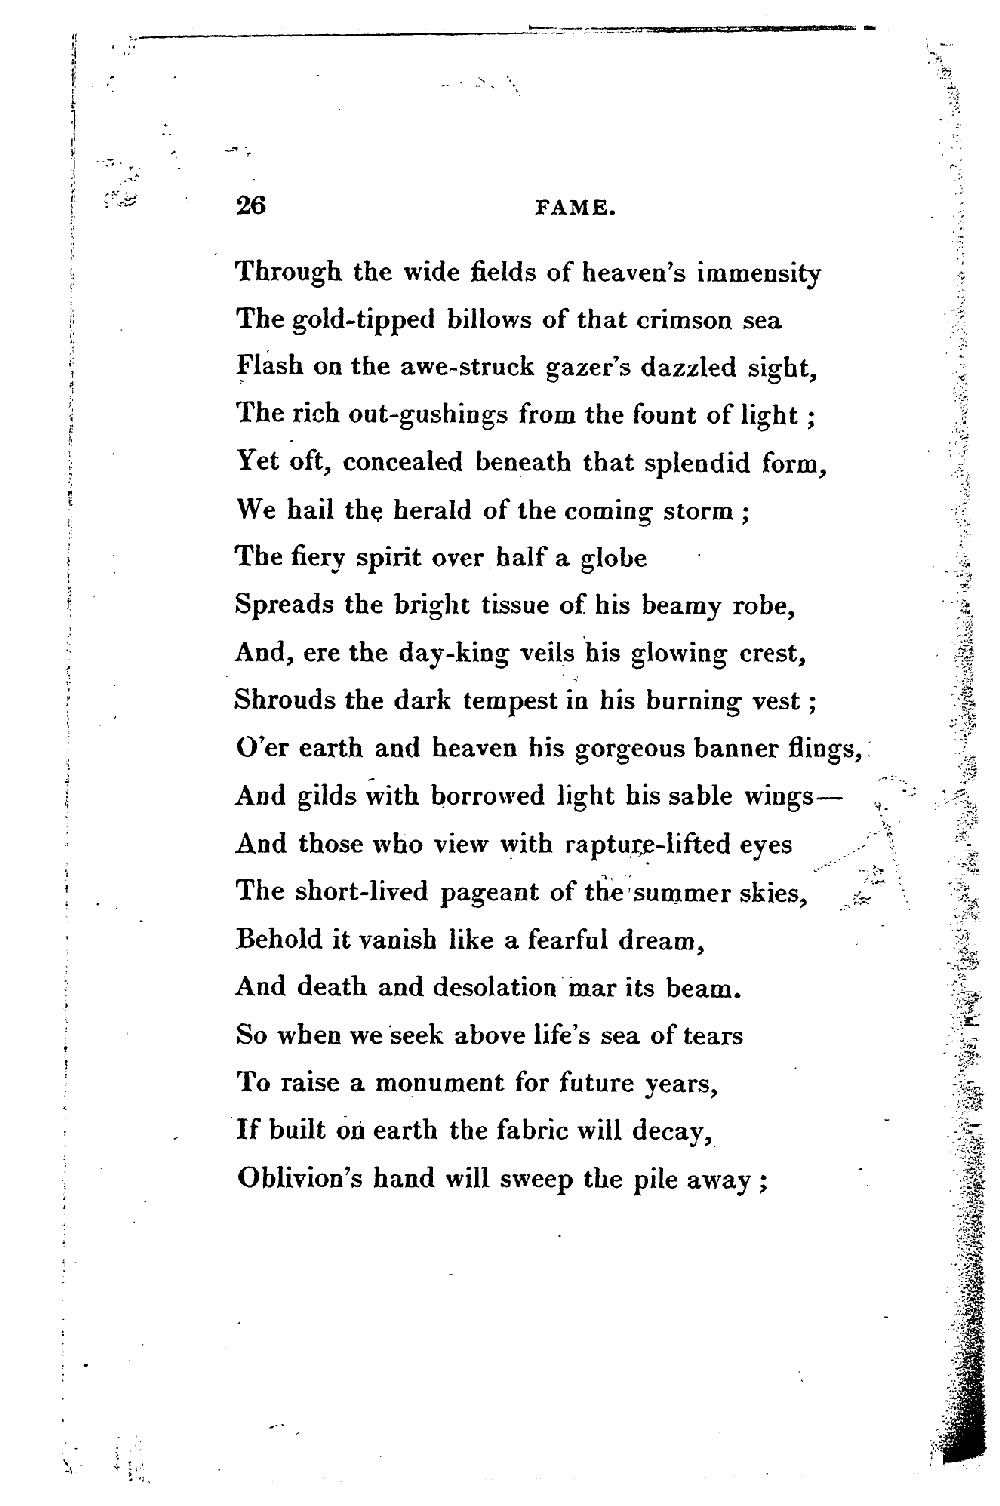 26 FAME.
Through the wide fields of heaven's immensity
The gold-tipped billows of that crimson sea
Flash on the awe-struck gazer's dazzled sight,
The rich out-gushings from the fount of light ;
Yet oft, concealed beneath that splendid form,
We hail the herald of the coming storm ;
The fiery spirit over half a globe
Spreads the bright tissue of his beamy robe,
And, ere the day-king veils his glowing crest,
Shrouds the dark tempest in his burning vest ;
O'er earth and heaven his gorgeous banner flings,
And gilds with borrowed light his sable wings—
And those who view with rapture-lifted eyes
The short-lived pageant of the summer skies,
Behold it vanish like a fearful dream,
And death and desolation mar its beam.
So when we seek above life's sea of tears
To raise a monument for future years,
If built on earth the fabric will decay,
Oblivion's hand will sweep the pile away ;